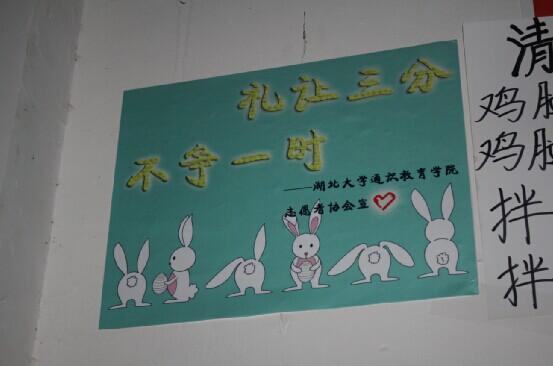 礼让三分
不争一时
——湖北大学通识教育学院
志愿者协会宣
清
鸡
鸡
拌
拌